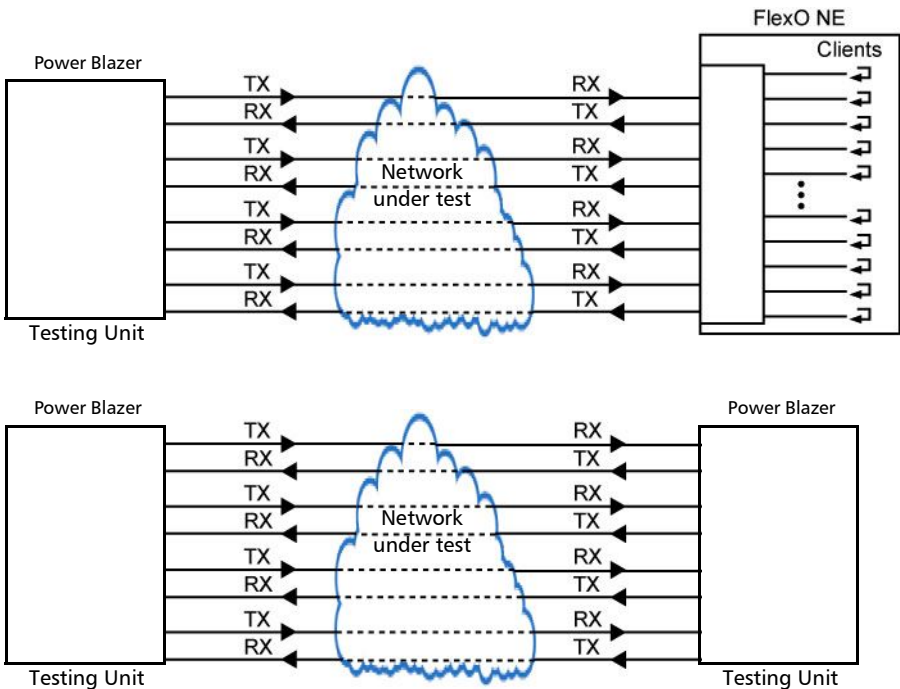 FlexO NE
Power Blazer
Clients
TX RX
RX TX
TX RX
Network
RX TX
under test
TX RX
RX TX
TX RX
RX TX
Testing Unit
Power Blazer Power Blazer
TX RX
RX TX
TX RX
Network
RX TX
under test
TX RX
RX TX
TX RX
RX TX
Testing Unit Testing Unit